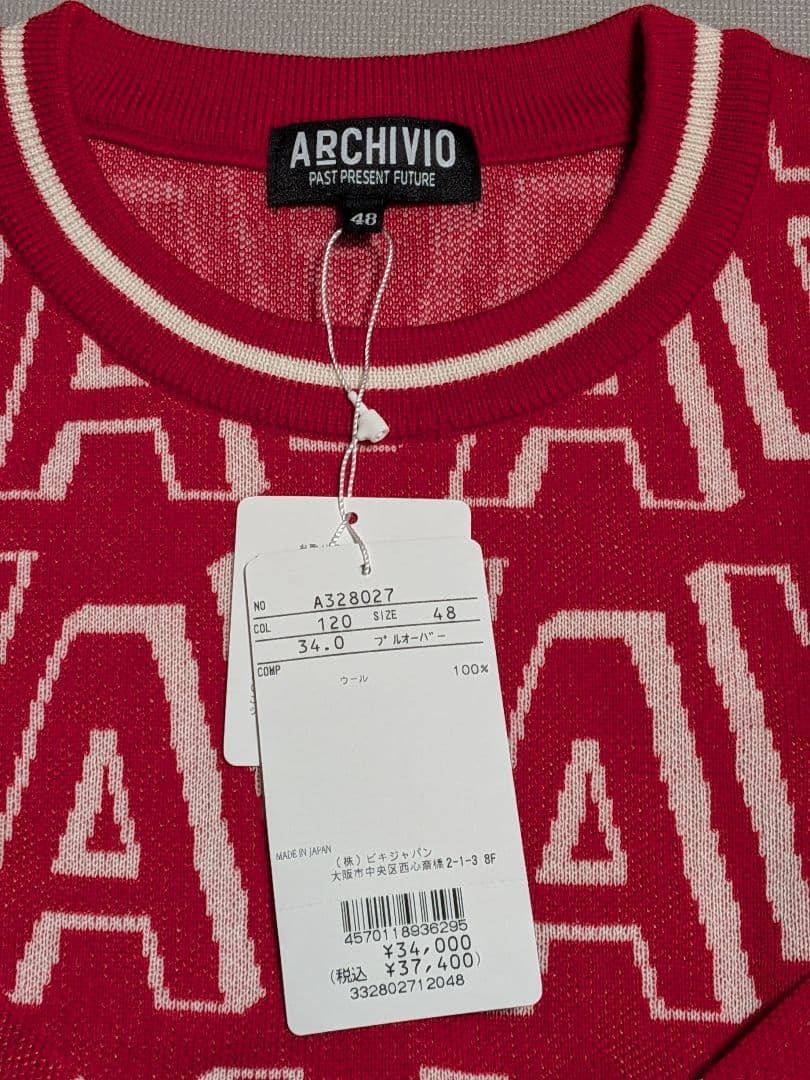 ARCHIVIO
PAST PRESENT FUTURE
48
NO A328027
COL 120 SIZE 48
34.0 プルオーバー
COMP
ウール 100%
MADE IN JAPAN
(株)ビキジャパン
大阪市中央区西心斎橋2-1-3 8F
4570118936295
¥34,000
(税込 ¥37,400)
332802712048